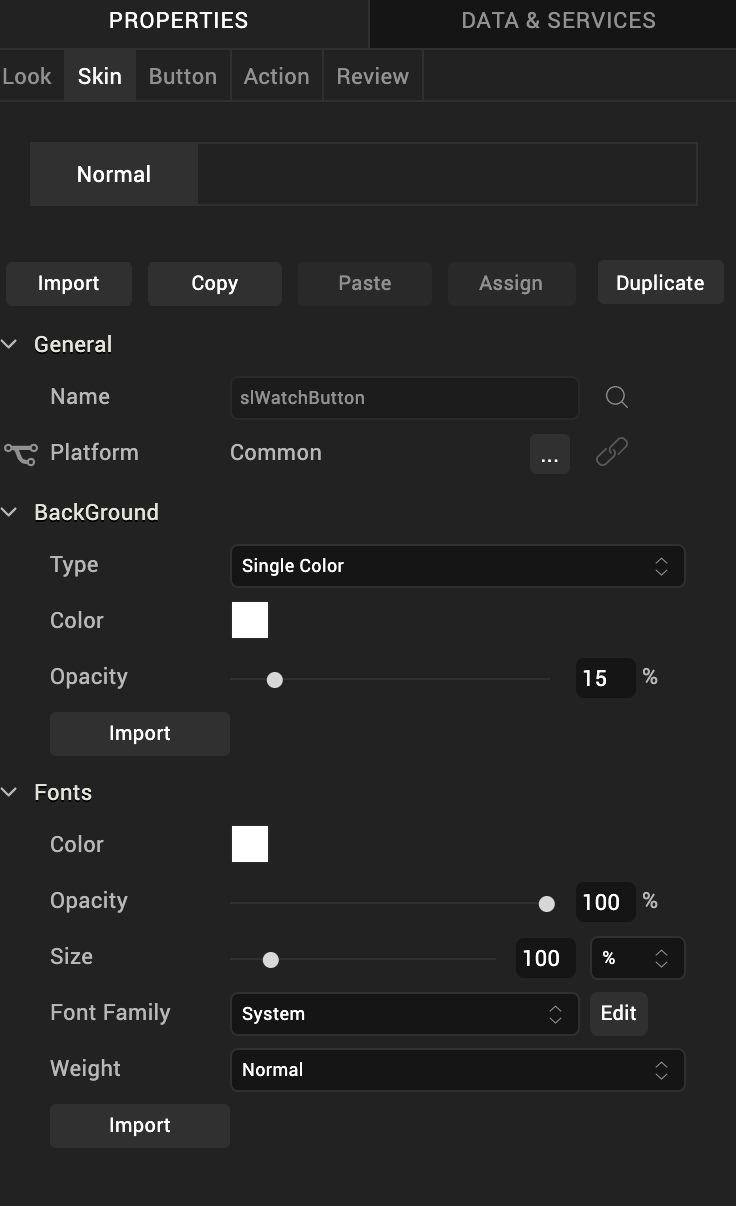 PROPERTIES DATA & SERVICES
Look Skin Button Action Review
Normal
Import Copy Paste Assign Duplicate
General
Name slWatchButton
Platform Common ...
BackGround
Type Single Color
Color
Opacity 15 %
Import
Fonts
Color
Opacity 100 %
Size 100 %
Font Family System Edit
Weight Normal
Import